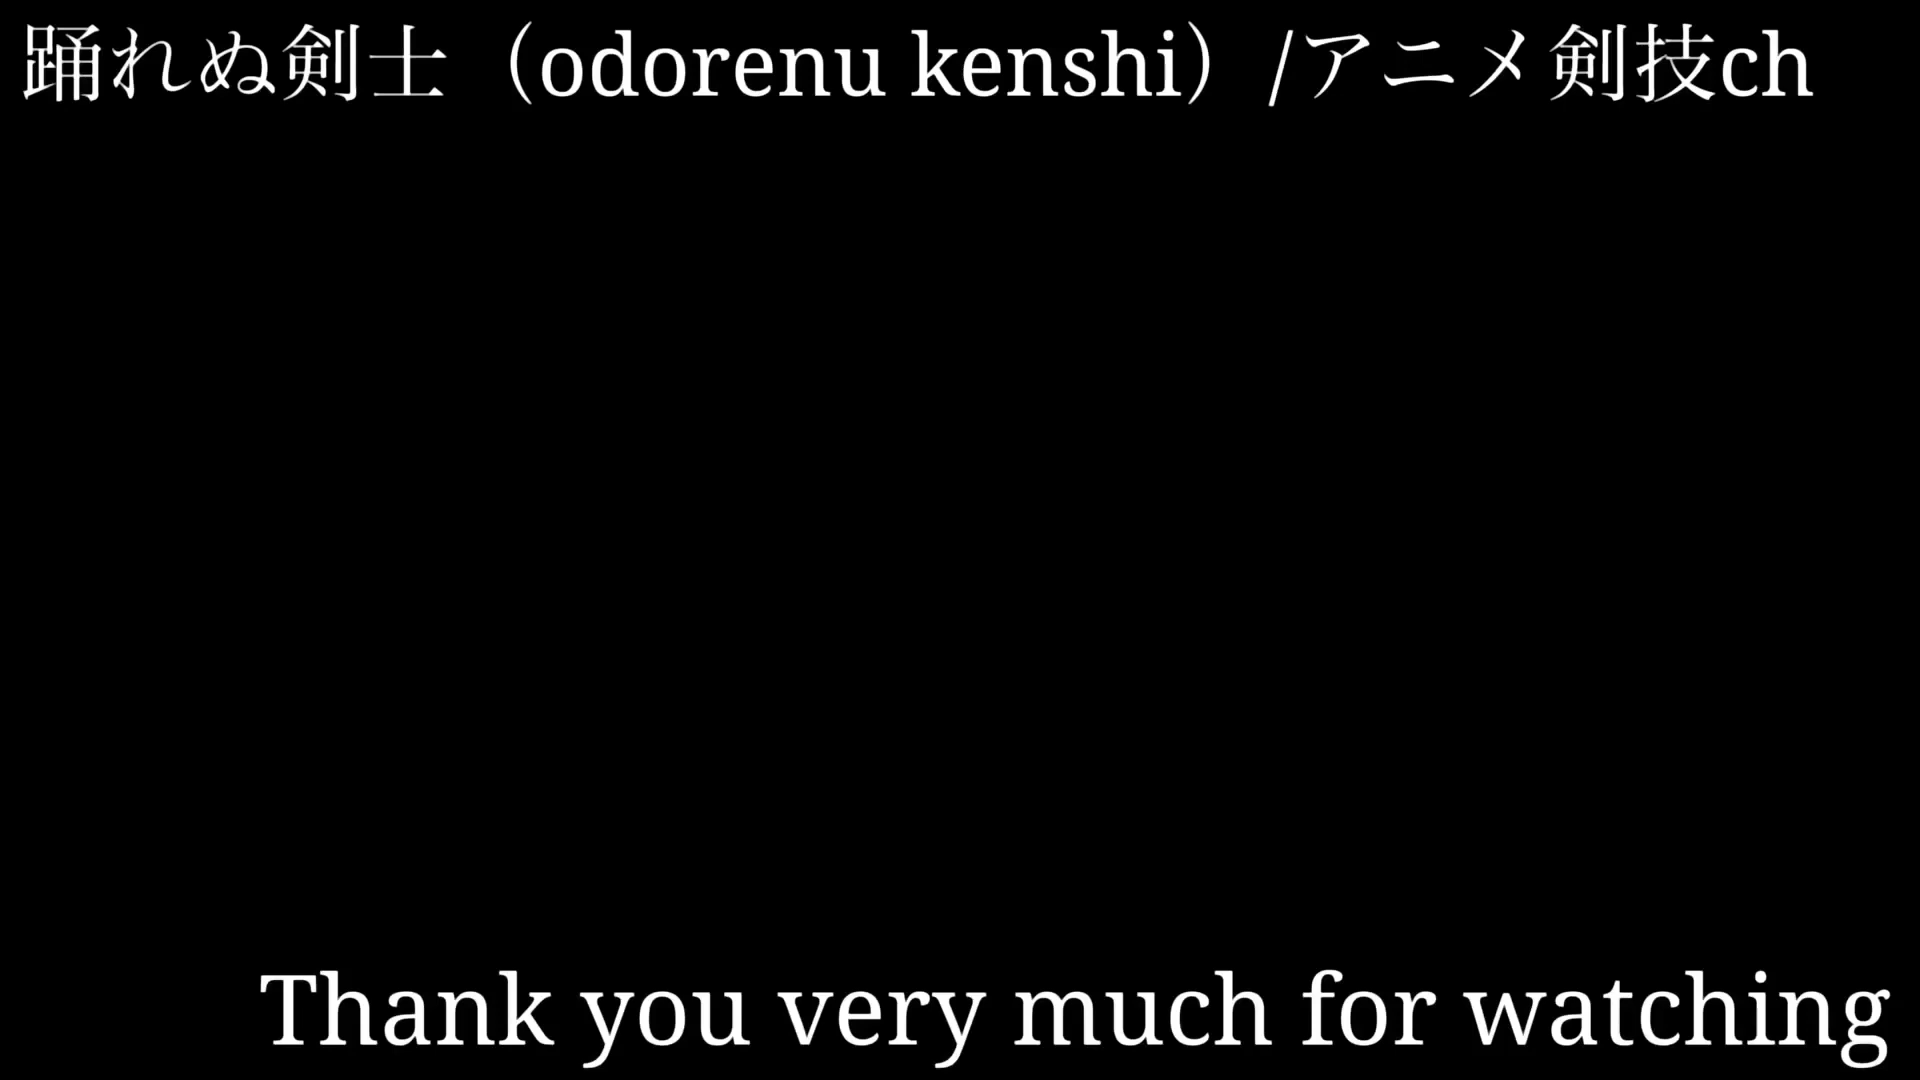 踊れぬ剣士（odorenu kenshi）/アニメ剣技ch
Thank you very much for watching